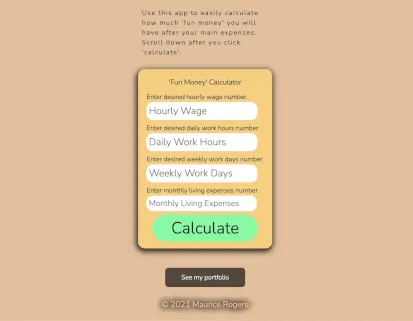 Use this app to easily calculate
how much 'fun money' you will
have after your main expenses.
Scroll down after you click
'calculate'.
'Fun Money' Calculator
Enter desired hourly wage number.
Hourly Wage
Enter desired daily work hours number.
Daily Work Hours
Enter desired weekly work days number.
Weekly Work Days
Enter monthly living expenses number.
Monthly Living Expenses
Calculate
See my portfolio
© 2021 Maurice Rogers